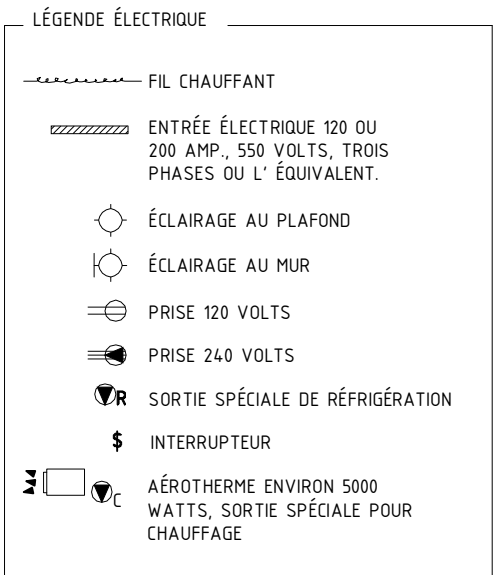 LÉGENDE ÉLECTRIQUE
FIL CHAUFFANT
ENTRÉE ÉLECTRIQUE 120 OU
200 AMP., 550 VOLTS, TROIS
PHASES OU L' ÉQUIVALENT.
ÉCLAIRAGE AU PLAFOND
ÉCLAIRAGE AU MUR
PRISE 120 VOLTS
PRISE 240 VOLTS
R SORTIE SPÉCIALE DE RÉFRIGÉRATION
$ INTERRUPTEUR
C AÉROTHERME ENVIRON 5000
WATTS, SORTIE SPÉCIALE POUR
CHAUFFAGE